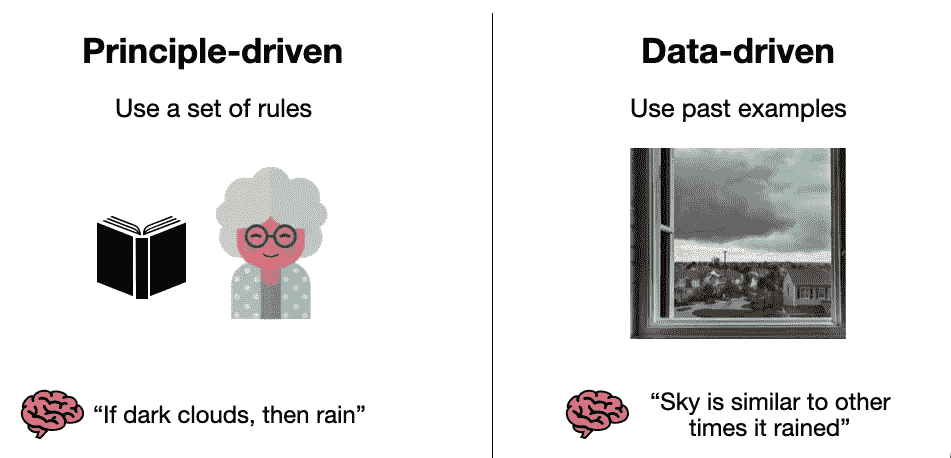 Principle-driven
Use a set of rules
“If dark clouds, then rain”
Data-driven
Use past examples
“Sky is similar to other
times it rained”